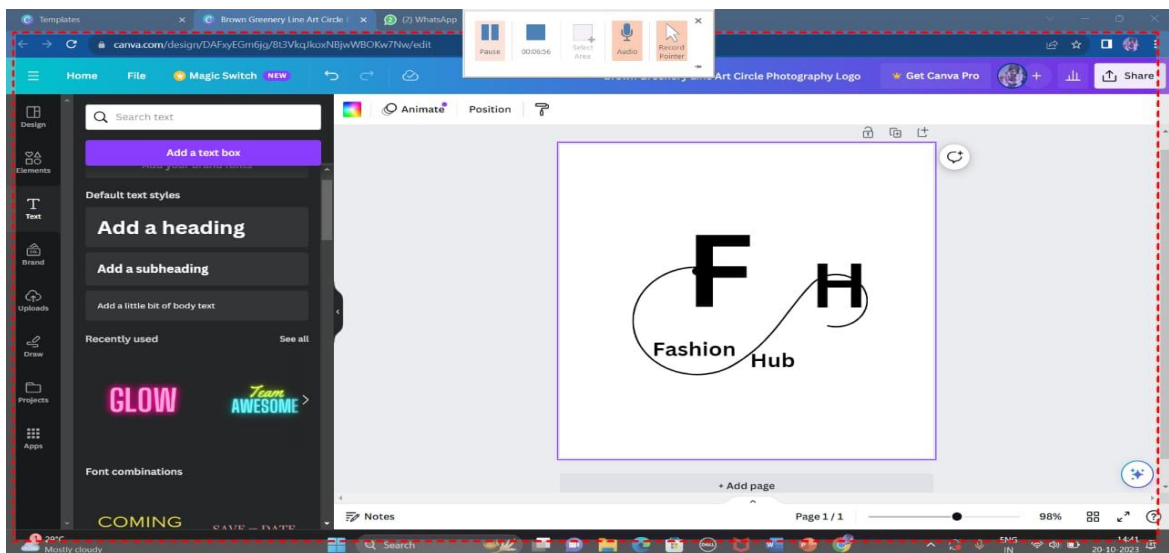 Templates
Brown Greenery Line Art Circle
(2) WhatsApp
canva.com/design/DAFxyEGm6jg/8t3VkqJkoxNBjwWBOKw7Nw/edit
Pause
00:06:56
Select Area
Audio
Record Pointer
Home File Magic Switch NEW
Art Circle Photography Logo
Get Canva Pro
Share
Design
Elements
Text
Brand
Uploads
Draw
Projects
Apps
Search text
Add a text box
Add your brand fonts
Default text styles
Add a heading
Add a subheading
Add a little bit of body text
Recently used See all
GLOW
Team AWESOME
Font combinations
COMING
SAVE DATE
Animate Position
F H
Fashion
Hub
+ Add page
Notes
Page 1 / 1
98%
29°C
Mostly cloudy
Search
ENG
IN
14:41
20-10-2023